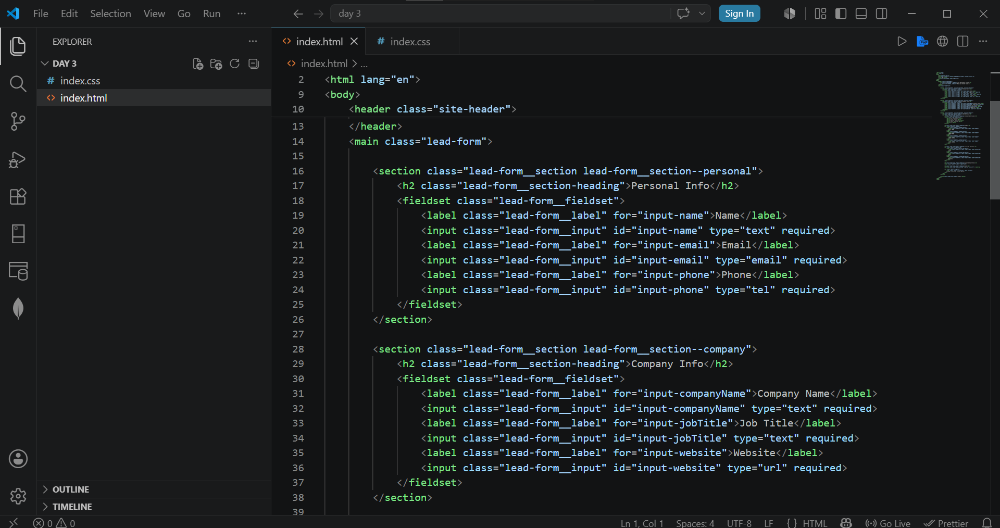 File Edit Selection View Go Run ··· day 3 Sign In
EXPLORER ···
DAY 3
# index.css
<> index.html
OUTLINE
TIMELINE
<> index.html # index.css
<> index.html > ...
2 <html lang="en">
9 <body>
10 <header class="site-header">
13 </header>
14 <main class="lead-form">
15
16 <section class="lead-form__section lead-form__section--personal">
17 <h2 class="lead-form__section-heading">Personal Info</h2>
18 <fieldset class="lead-form__fieldset">
19 <label class="lead-form__label" for="input-name">Name</label>
20 <input class="lead-form__input" id="input-name" type="text" required>
21 <label class="lead-form__label" for="input-email">Email</label>
22 <input class="lead-form__input" id="input-email" type="email" required>
23 <label class="lead-form__label" for="input-phone">Phone</label>
24 <input class="lead-form__input" id="input-phone" type="tel" required>
25 </fieldset>
26 </section>
27
28 <section class="lead-form__section lead-form__section--company">
29 <h2 class="lead-form__section-heading">Company Info</h2>
30 <fieldset class="lead-form__fieldset">
31 <label class="lead-form__label" for="input-companyName">Company Name</label>
32 <input class="lead-form__input" id="input-companyName" type="text" required>
33 <label class="lead-form__label" for="input-jobTitle">Job Title</label>
34 <input class="lead-form__input" id="input-jobTitle" type="text" required>
35 <label class="lead-form__label" for="input-website">Website</label>
36 <input class="lead-form__input" id="input-website" type="url" required>
37 </fieldset>
38 </section>
39
0 0 Ln 1, Col 1 Spaces: 4 UTF-8 LF {} HTML Go Live Prettier